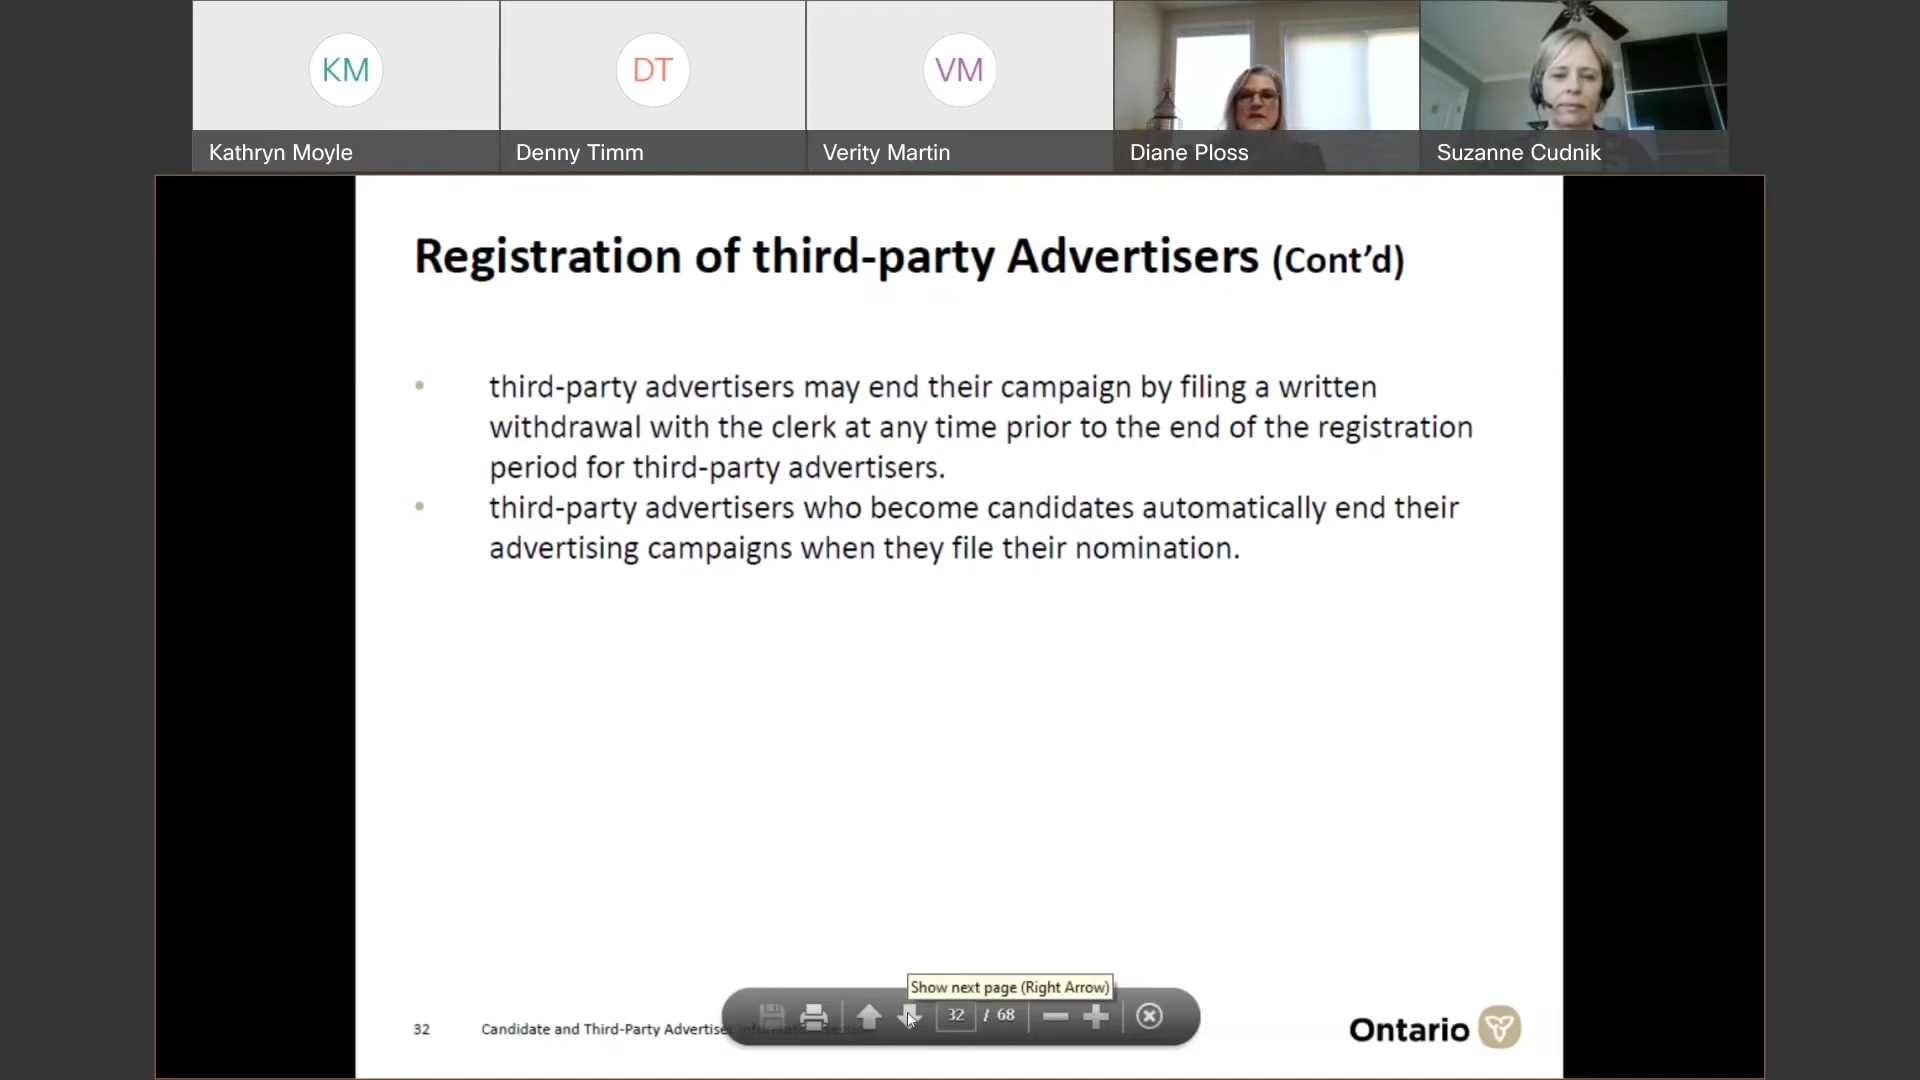 KM
DT
VM
Kathryn Moyle
Denny Timm
Verity Martin
Diane Ploss
Suzanne Cudnik
Registration of third-party Advertisers (Cont’d)
• third-party advertisers may end their campaign by filing a written
withdrawal with the clerk at any time prior to the end of the registration
period for third-party advertisers.
• third-party advertisers who become candidates automatically end their
advertising campaigns when they file their nomination.
Show next page (Right Arrow)
32 / 68
32 Candidate and Third-Party Advertiser
Ontario